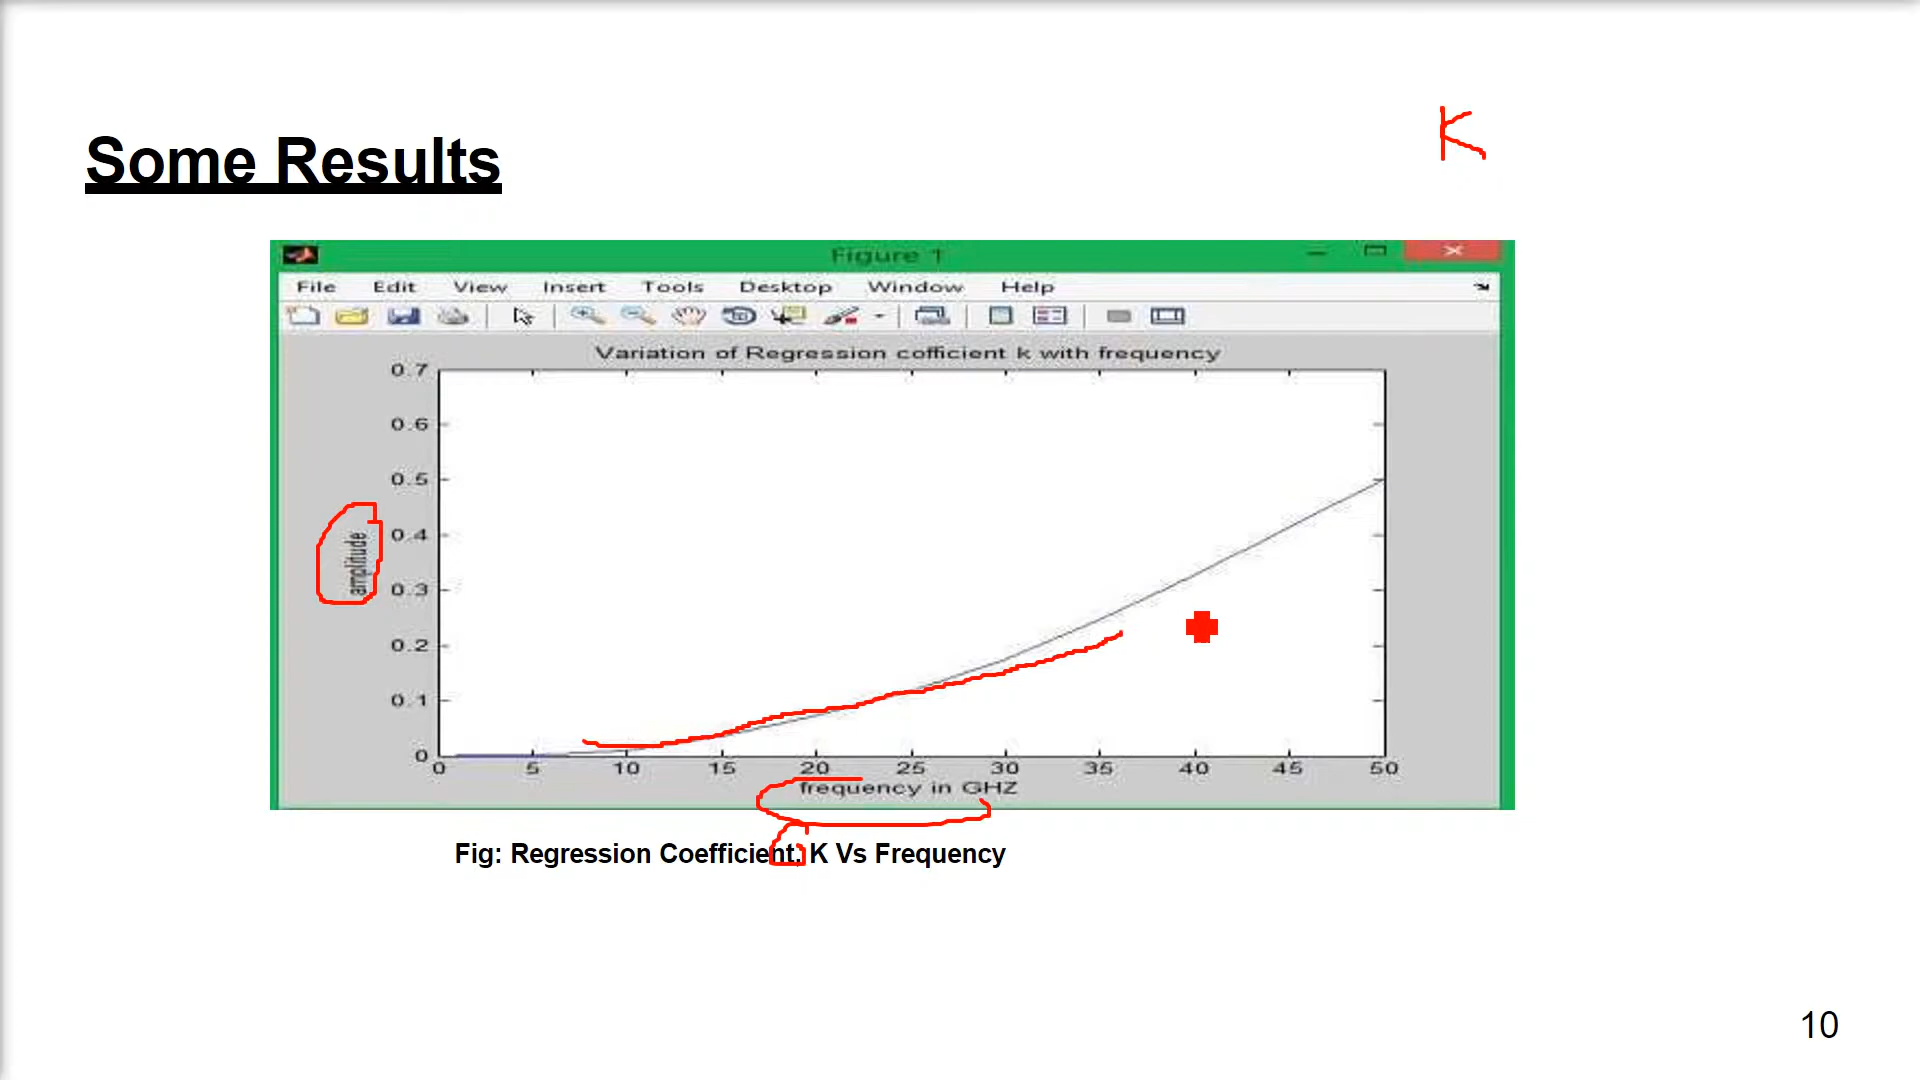 K
Some Results
Figure 1
File Edit View Insert Tools Desktop Window Help
Variation of Regression cofficient k with frequency
0.7
0.6
0.5
0.4
0.3
0.2
0.1
0
amplitude
0 5 10 15 20 25 30 35 40 45 50
frequency in GHZ
Fig: Regression Coefficient, K Vs Frequency
10